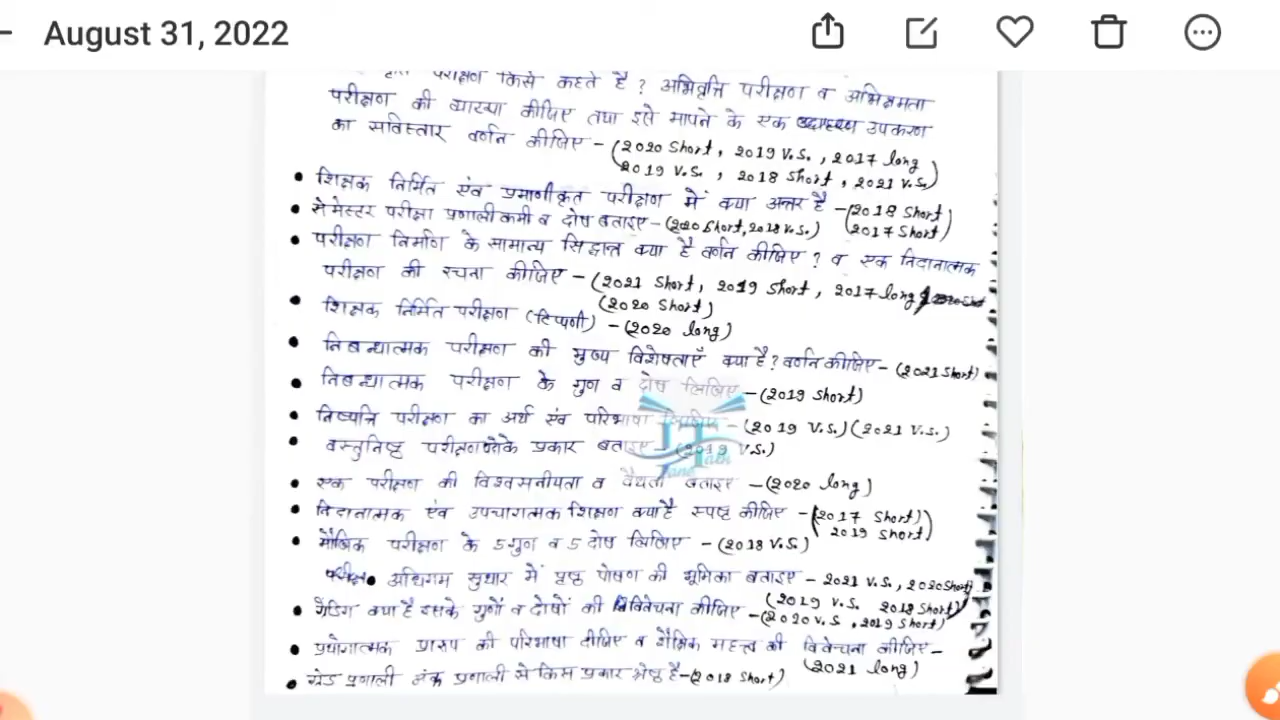 August 31, 2022
परीक्षण किसे कहते है ? अभिवृत्ति परीक्षण व अभिक्षमता
परीक्षण की व्याख्या कीजिए तथा इसे मापने के एक उपकरण
का सविस्तार वर्णन कीजिए - (2020 Short, 2019 V.S., 2017 long)
2019 V.S., 2018 Short, 2021 V.S.)
• शिक्षक निर्मित एंव प्रमाणीकृत परीक्षण में क्या अन्तर है - (2018 Short)
(2017 Short)
• सेमेस्टर परीक्षा प्रणाली कमी व दोष बताइए - (2020 Short, 2018 V.S.)
• परीक्षण निर्माण के सामान्य सिद्धान्त क्या है वर्णन कीजिए ? व एक निदानात्मक
परीक्षण की रचना कीजिए - (2021 Short, 2019 Short, 2017 long)
(2020 Short)
• शिक्षक निर्मित परीक्षण (टिप्पणी) - (2020 long)
• निबन्धात्मक परीक्षण की मुख्य विशेषताएँ क्या है ? वर्णन कीजिए - (2021 Short)
• निबन्धात्मक परीक्षण के गुण व दोष लिखिए - (2019 Short)
• निष्पत्ति परीक्षण का अर्थ एंव परिभाषा लिखिए - (2019 V.S.) (2021 V.S.)
• वस्तुनिष्ठ परीक्षण के प्रकार बताइए - (2019 V.S.)
• एक परीक्षण की विश्वसनीयता व वैधता बताइए - (2020 long)
• निदानात्मक एंव उपचारात्मक शिक्षण क्या है स्पष्ट कीजिए - (2017 Short)
2019 Short)
• मौखिक परीक्षण के 5 गुण व 5 दोष लिखिए - (2018 V.S.)
• अधिगम सुधार में पृष्ठ पोषण की भूमिका बताइए - 2021 V.S., 2020 Short)
(2019 V.S. 2018 Short)
• ग्रेडिंग क्या है इसके गुणों व दोषों की विवेचना कीजिए - (2020 V.S, 2019 Short)
• प्रयोगात्मक प्रारूप की परिभाषा दीजिए व शैक्षिक महत्त्व की विवेचना कीजिए -
(2021 long)
• ग्रेड प्रणाली अंक प्रणाली से किस प्रकार श्रेष्ठ है - (2018 Short)